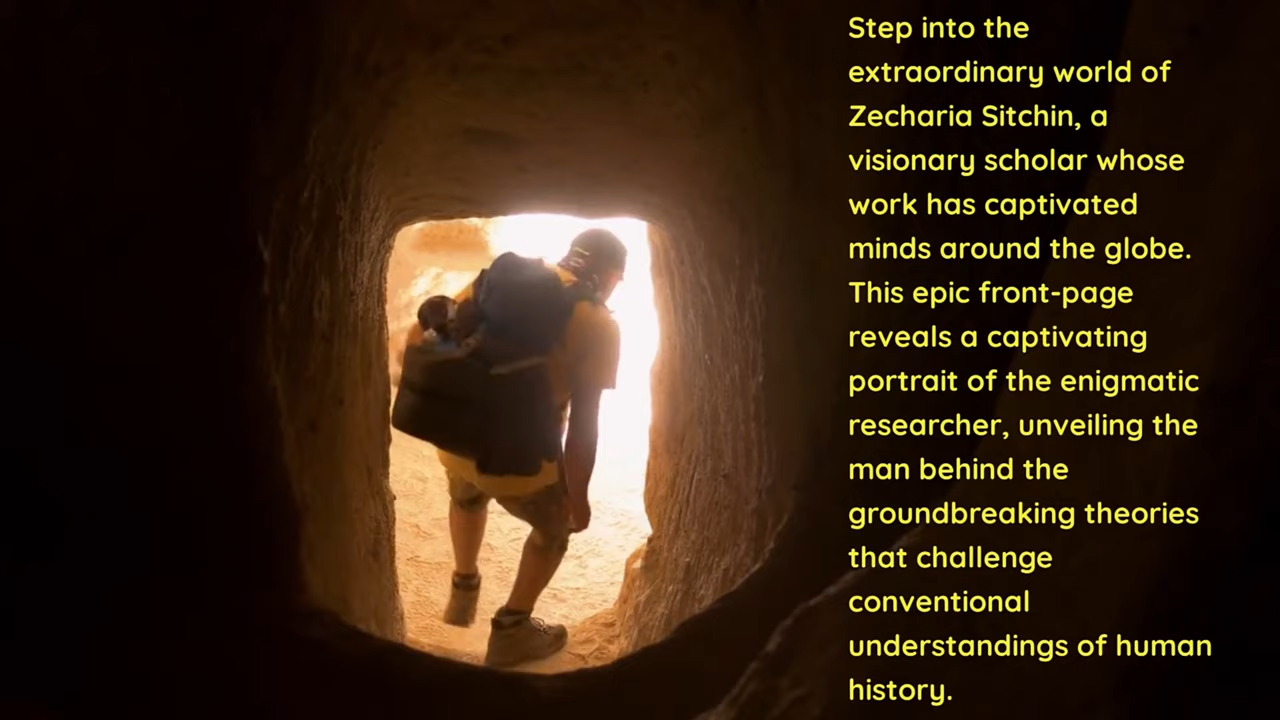 Step into the
extraordinary world of
Zecharia Sitchin, a
visionary scholar whose
work has captivated
minds around the globe.
This epic front-page
reveals a captivating
portrait of the enigmatic
researcher, unveiling the
man behind the
groundbreaking theories
that challenge
conventional
understandings of human
history.